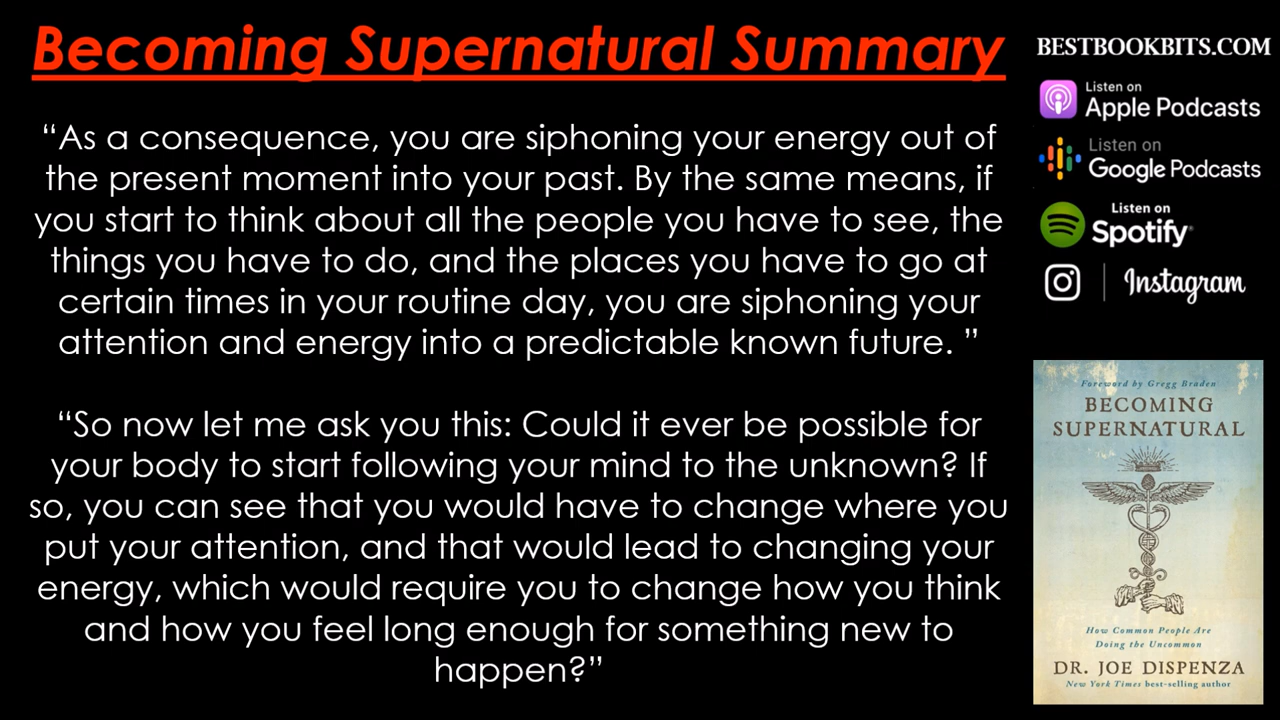 Becoming Supernatural Summary
“As a consequence, you are siphoning your energy out of
the present moment into your past. By the same means, if
you start to think about all the people you have to see, the
things you have to do, and the places you have to go at
certain times in your routine day, you are siphoning your
attention and energy into a predictable known future. ”
“So now let me ask you this: Could it ever be possible for
your body to start following your mind to the unknown? If
so, you can see that you would have to change where you
put your attention, and that would lead to changing your
energy, which would require you to change how you think
and how you feel long enough for something new to
happen?”
BESTBOOKBITS.COM
Listen on
Apple Podcasts
Listen on
Google Podcasts
Listen on
Spotify
Instagram
Foreword by Gregg Braden
BECOMING
SUPERNATURAL
How Common People Are
Doing the Uncommon
DR. JOE DISPENZA
New York Times best-selling author